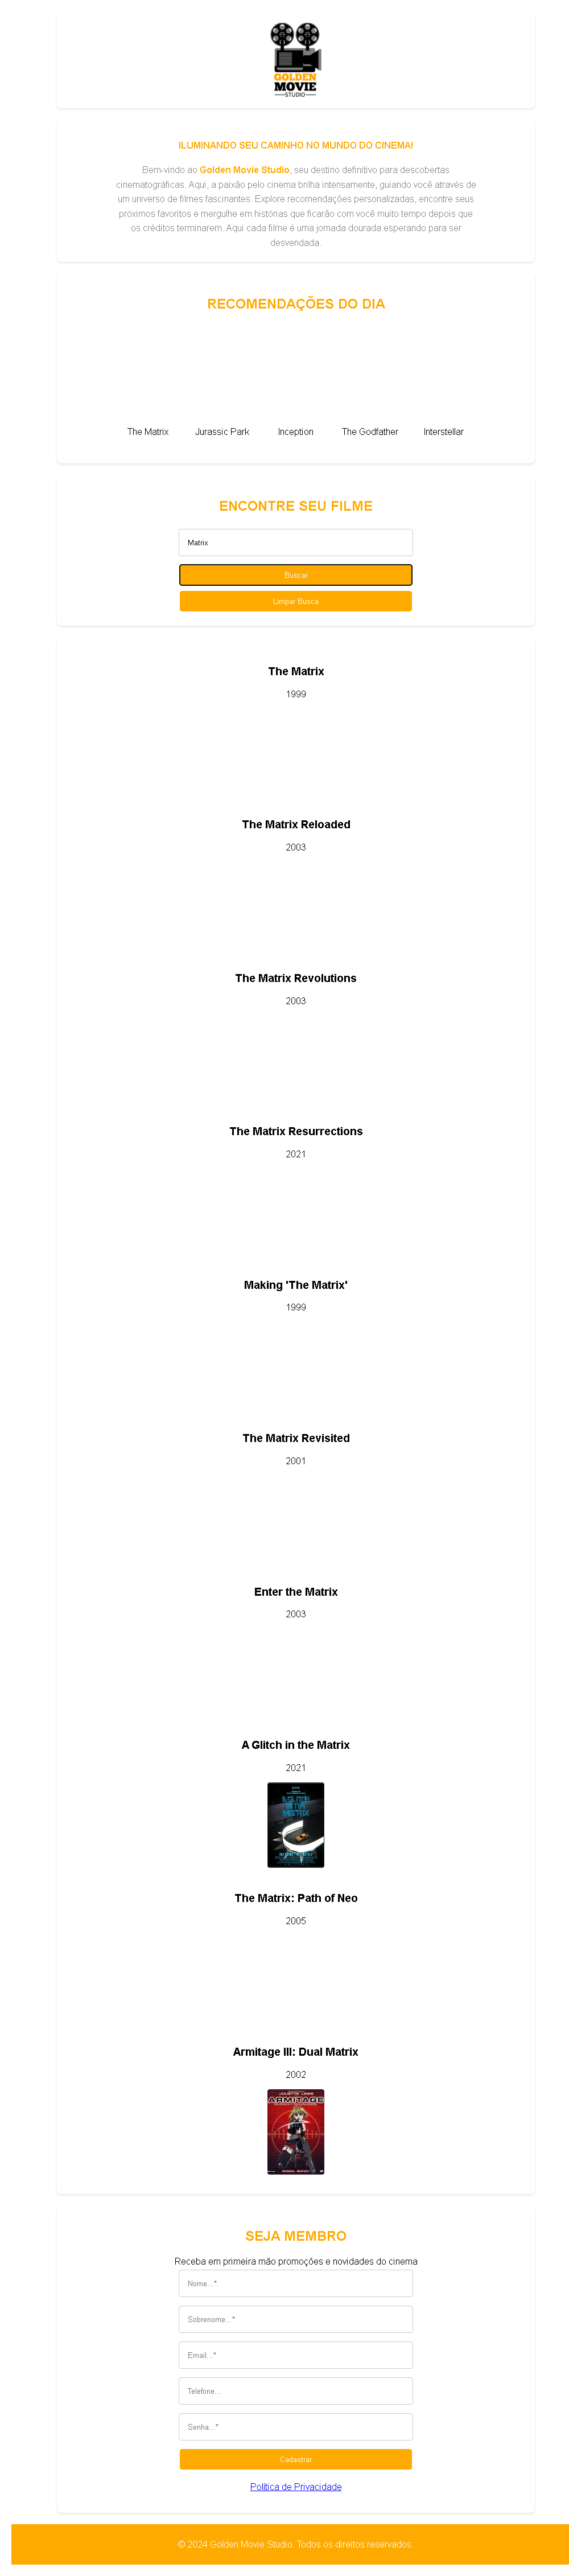 GOLDEN
MOVIE
STUDIO
ILUMINANDO SEU CAMINHO NO MUNDO DO CINEMA!
Bem-vindo ao Golden Movie Studio, seu destino definitivo para descobertas
cinematográficas. Aqui, a paixão pelo cinema brilha intensamente, guiando você através de
um universo de filmes fascinantes. Explore recomendações personalizadas, encontre seus
próximos favoritos e mergulhe em histórias que ficarão com você muito tempo depois que
os créditos terminarem. Aqui cada filme é uma jornada dourada esperando para ser
desvendada.
RECOMENDAÇÕES DO DIA
The Matrix Jurassic Park Inception The Godfather Interstellar
ENCONTRE SEU FILME
Matrix
Buscar
Limpar Busca
The Matrix
1999
The Matrix Reloaded
2003
The Matrix Revolutions
2003
The Matrix Resurrections
2021
Making 'The Matrix'
1999
The Matrix Revisited
2001
Enter the Matrix
2003
A Glitch in the Matrix
2021
The Matrix: Path of Neo
2005
Armitage III: Dual Matrix
2002
ARMITAGE
SEJA MEMBRO
Receba em primeira mão promoções e novidades do cinema
Nome...*
Sobrenome...*
Email...*
Telefone...
Senha...*
Cadastrar
Política de Privacidade
© 2024 Golden Movie Studio. Todos os direitos reservados.